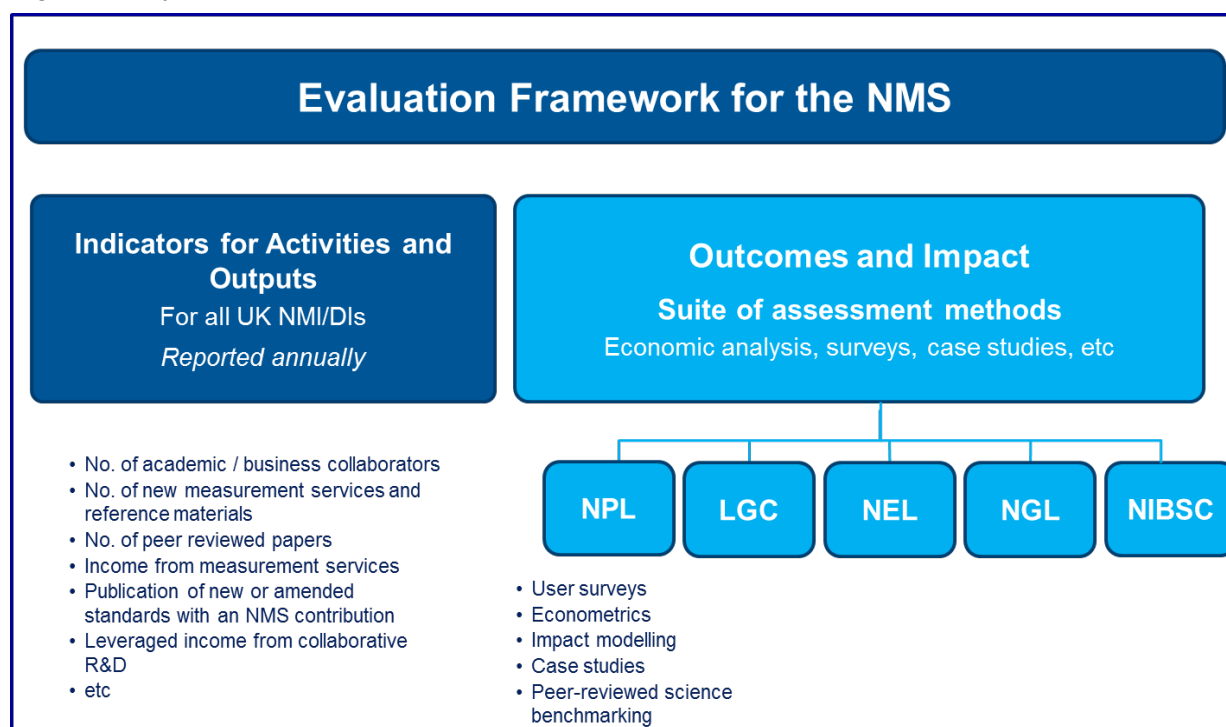 Evaluation Framework for the NMS
Indicators for Activities and
Outputs
For all UK NMI/DIs
Reported annually
• No. of academic / business collaborators
• No. of new measurement services and
reference materials
• No. of peer reviewed papers
• Income from measurement services
• Publication of new or amended
standards with an NMS contribution
• Leveraged income from collaborative
R&D
• etc
Outcomes and Impact
Suite of assessment methods
Economic analysis, surveys, case studies, etc
NPL
LGC
NEL
NGL
NIBSC
• User surveys
• Econometrics
• Impact modelling
• Case studies
• Peer-reviewed science
benchmarking